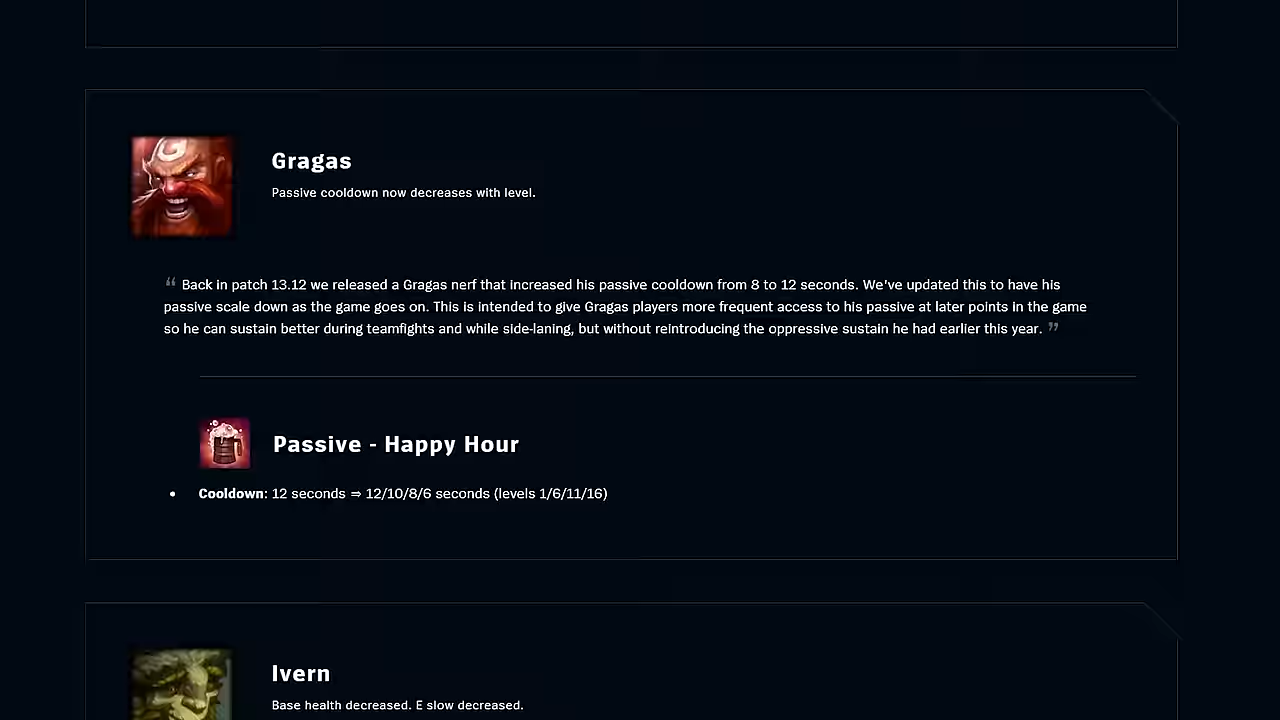 Gragas
Passive cooldown now decreases with level.
“ Back in patch 13.12 we released a Gragas nerf that increased his passive cooldown from 8 to 12 seconds. We've updated this to have his
passive scale down as the game goes on. This is intended to give Gragas players more frequent access to his passive at later points in the game
so he can sustain better during teamfights and while side-laning, but without reintroducing the oppressive sustain he had earlier this year. ”
Passive - Happy Hour
• Cooldown: 12 seconds ⇒ 12/10/8/6 seconds (levels 1/6/11/16)
Ivern
Base health decreased. E slow decreased.